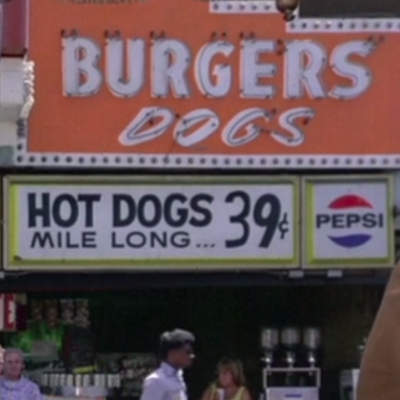 BURGERS
DOGS
HOT DOGS 39¢
MILE LONG...
PEPSI